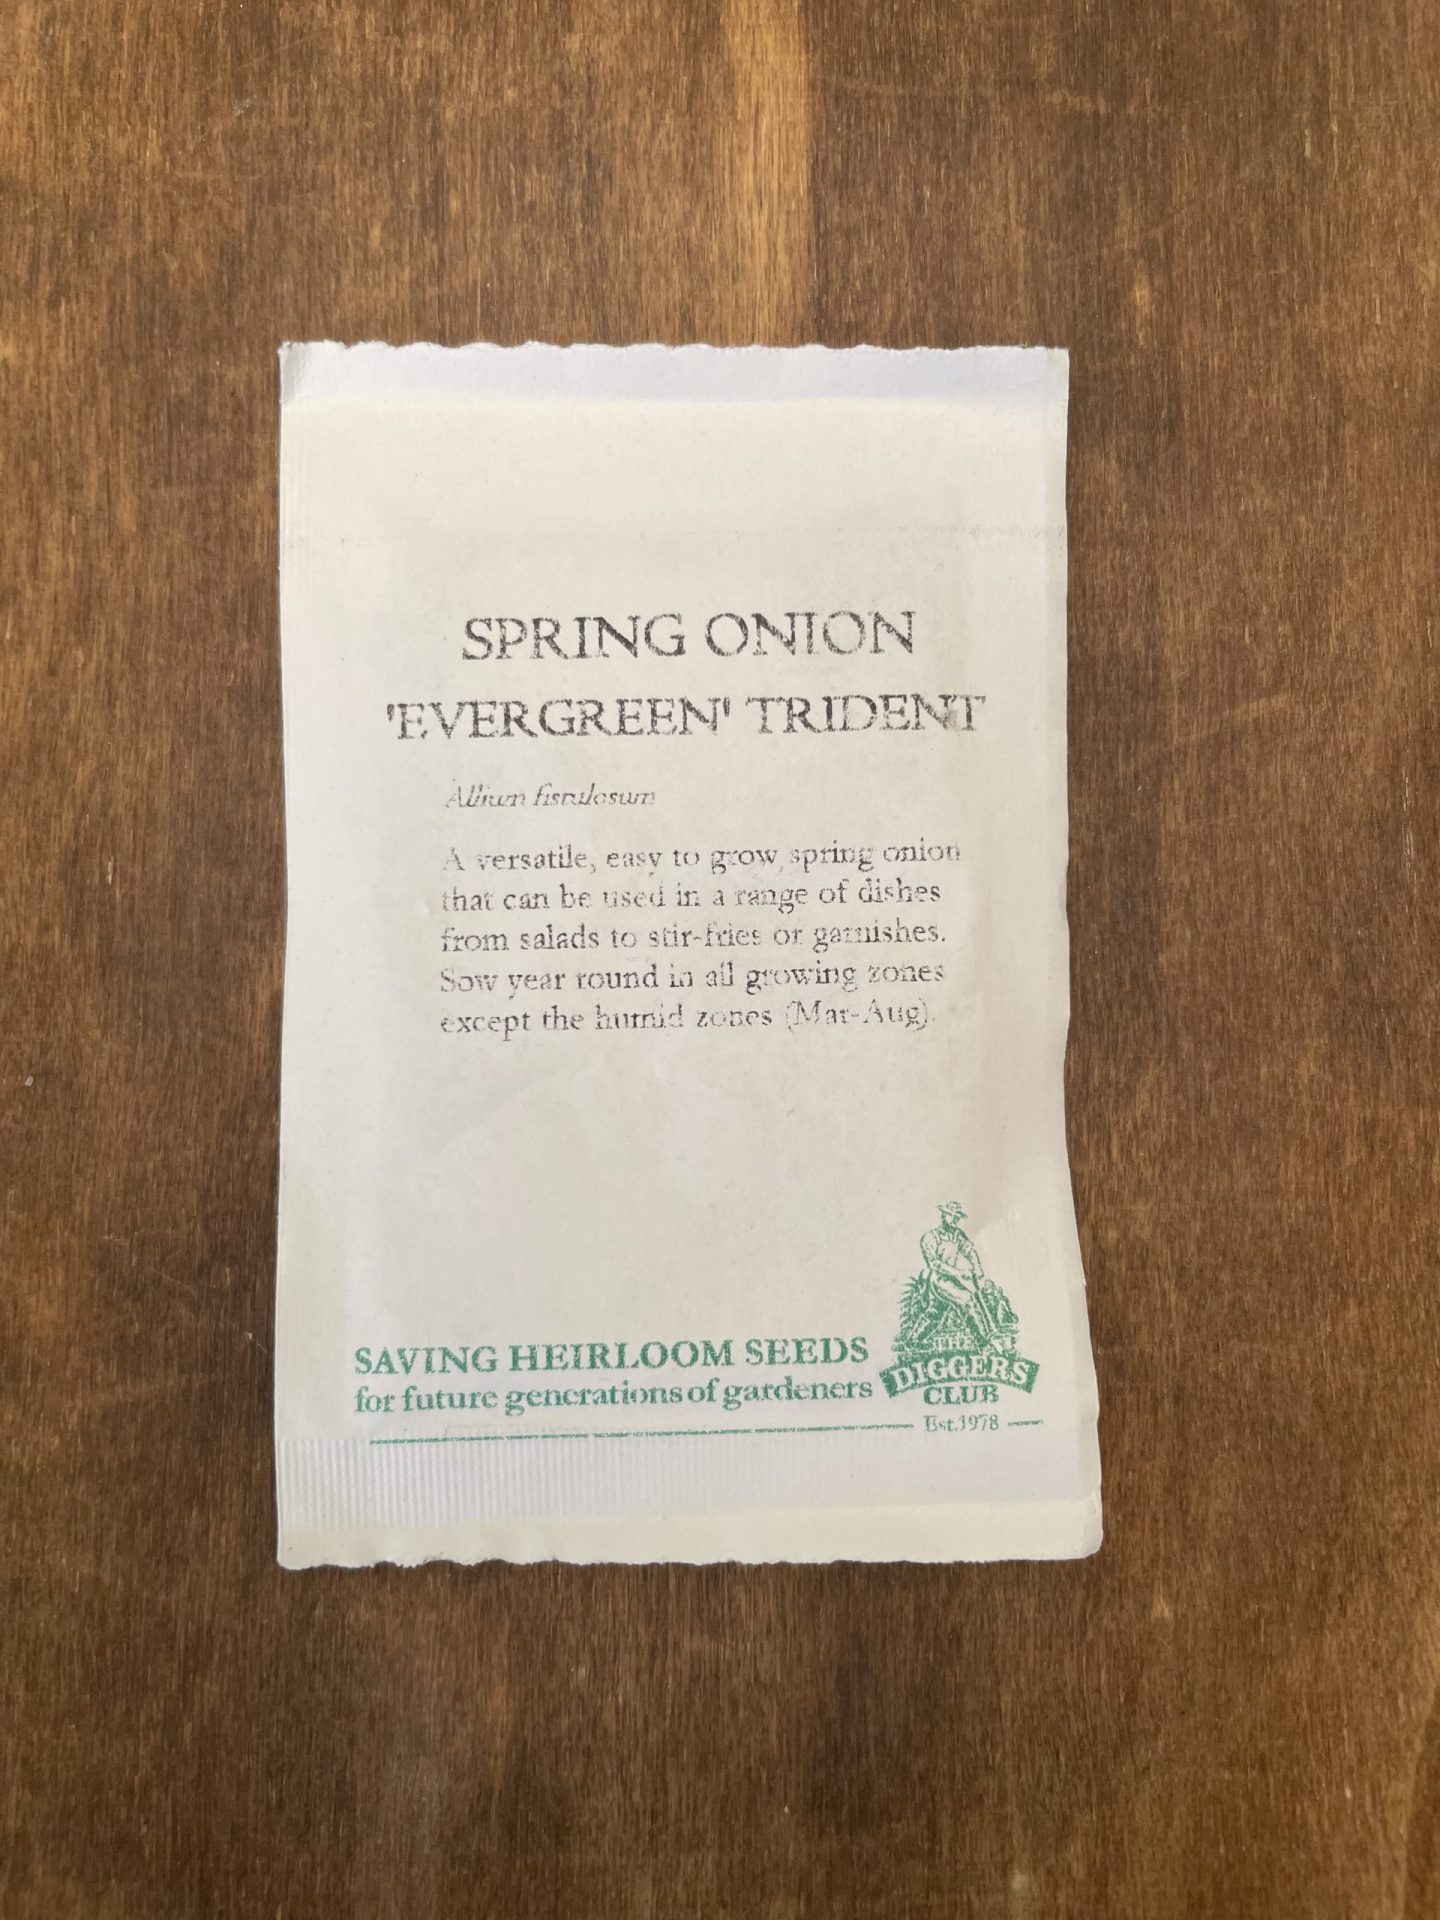 SPRING ONION
'EVERGREEN' TRIDENT
Allium fistulosum
A versatile, easy to grow spring onion
that can be used in a range of dishes
from salads to stir-fries or garnishes.
Sow year round in all growing zones
except the humid zones (Mar-Aug).
SAVING HEIRLOOM SEEDS
for future generations of gardeners
THE
DIGGERS
CLUB
Est.1978